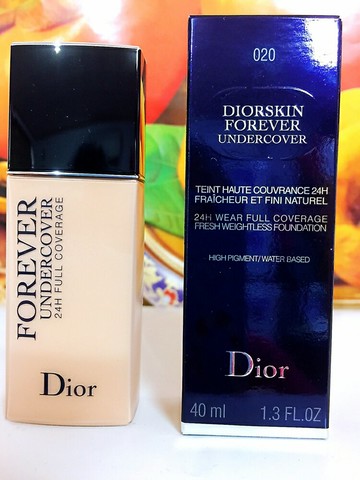 FOREVER
UNDERCOVER
24H FULL COVERAGE
Dior
020
DIORSKIN
FOREVER
UNDERCOVER
TEINT HAUTE COUVRANCE 24H
FRAÎCHEUR ET FINI NATUREL
24H WEAR FULL COVERAGE
FRESH WEIGHTLESS FOUNDATION
HIGH PIGMENT/WATER BASED
Dior
40 ml 1.3 FL.OZ